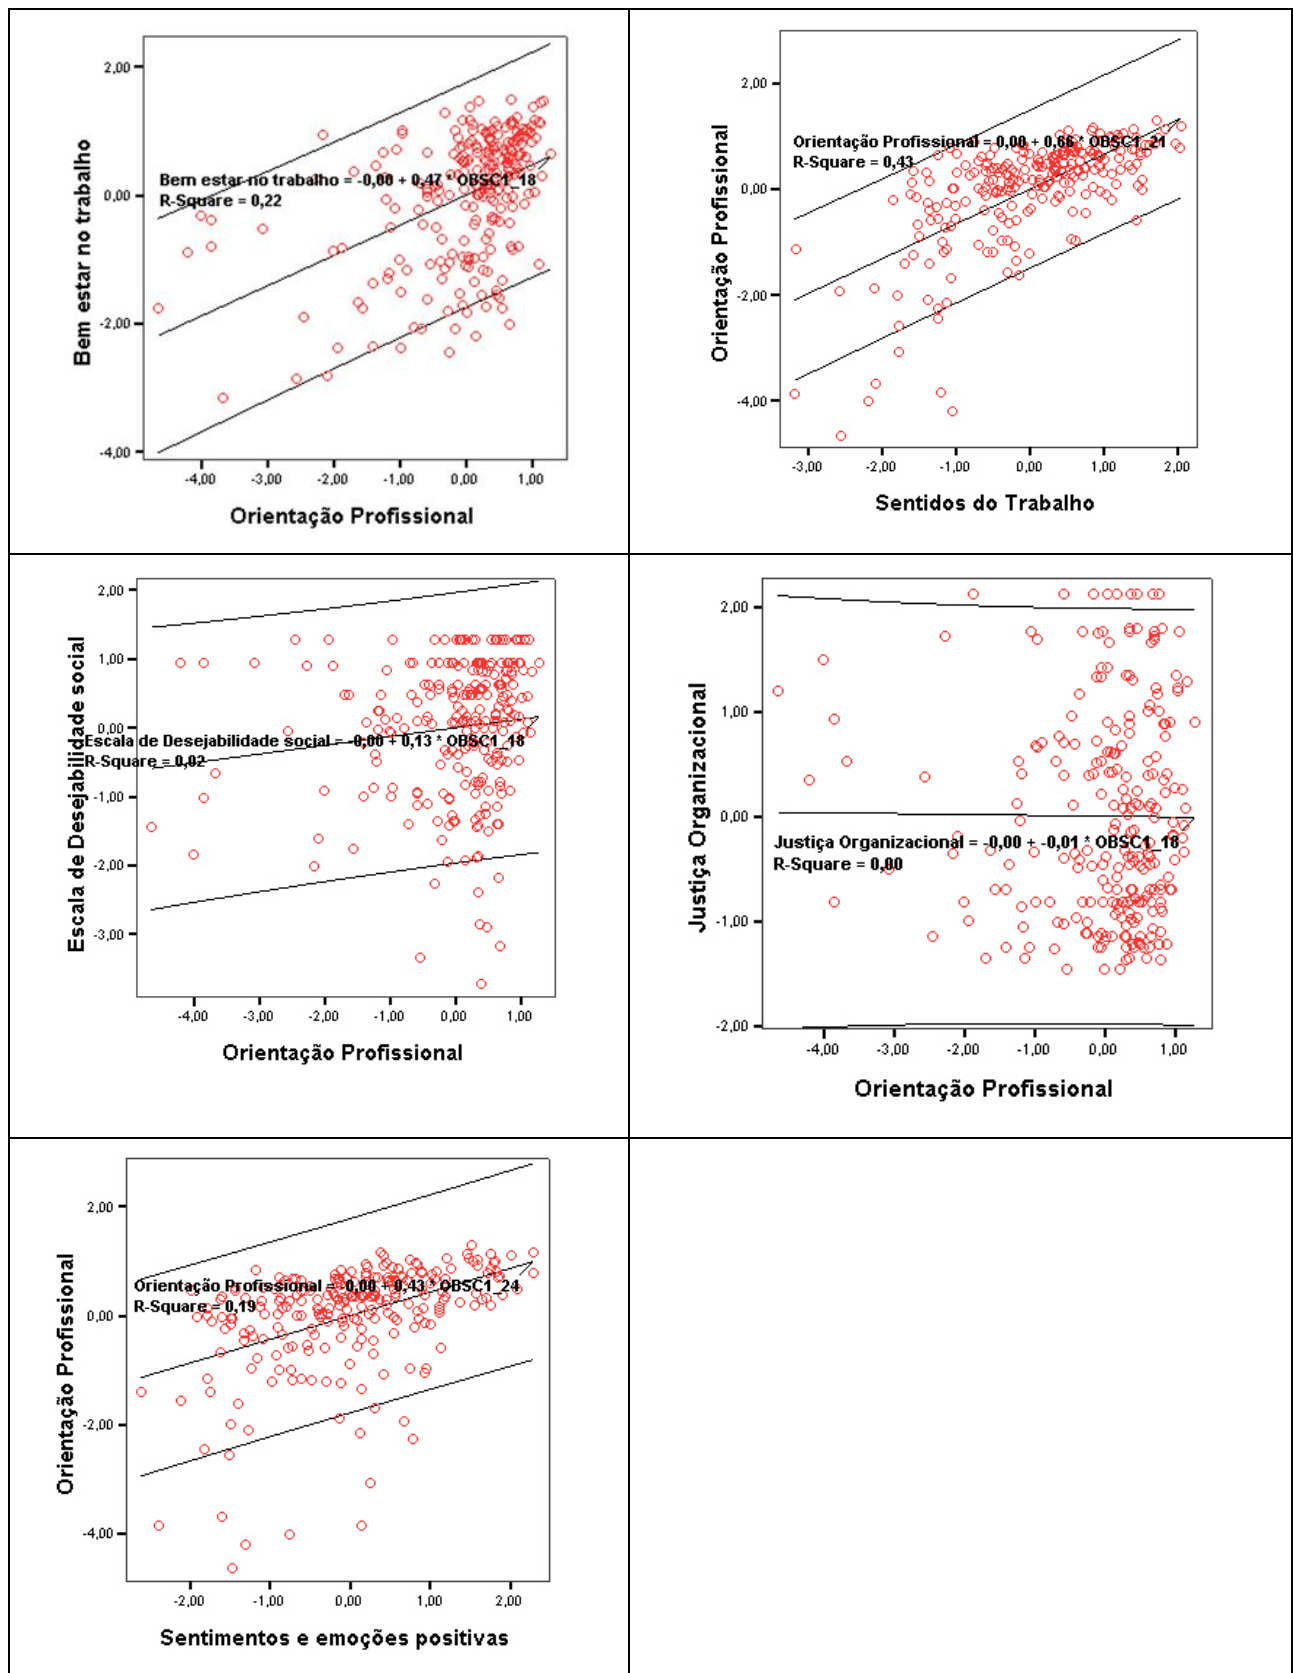 2,00
0,00
-2,00
-4,00
Bem estar no trabalho
Bem estar no trabalho = -0,00 + 0,47 * OBSC1_18
R-Square = 0,22
-4,00 -3,00 -2,00 -1,00 0,00 1,00
Orientação Profissional
2,00
0,00
-2,00
-4,00
Orientação Profissional
Orientação Profissional = 0,00 + 0,66 * OBSC1_21
R-Square = 0,43
-3,00 -2,00 -1,00 0,00 1,00 2,00
Sentidos do Trabalho
2,00
1,00
0,00
-1,00
-2,00
-3,00
Escala de Desejabilidade social
Escala de Desejabilidade social = -0,00 + 0,13 * OBSC1_18
R-Square = 0,02
-4,00 -3,00 -2,00 -1,00 0,00 1,00
Orientação Profissional
2,00
1,00
0,00
-1,00
-2,00
Justiça Organizacional
Justiça Organizacional = -0,00 + -0,01 * OBSC1_18
R-Square = 0,00
-4,00 -3,00 -2,00 -1,00 0,00 1,00
Orientação Profissional
2,00
0,00
-2,00
-4,00
Orientação Profissional
Orientação Profissional = -0,00 + 0,43 * OBSC1_24
R-Square = 0,19
-2,00 -1,00 0,00 1,00 2,00
Sentimentos e emoções positivas